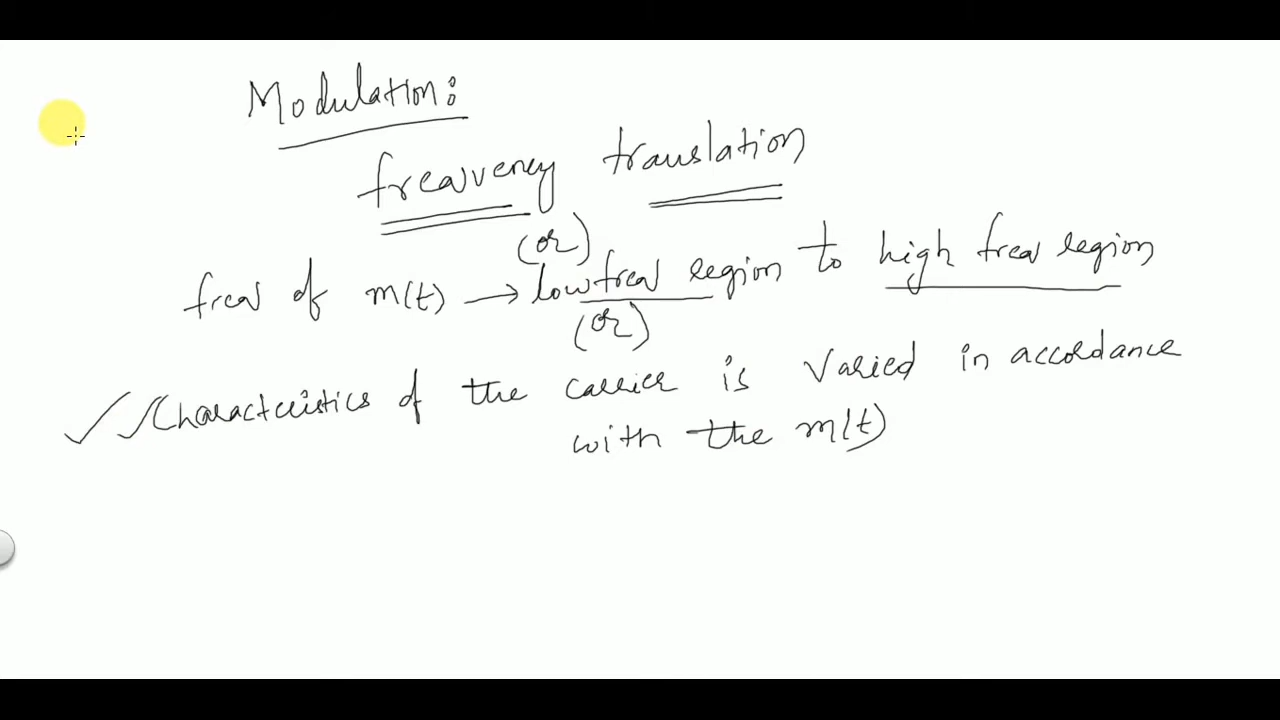 Modulation:
frequency translation
(or)
freq of m(t) → low freq region to high freq region
(or)
✓✓ Characteristics of the carrier is varied in accordance
with the m(t)